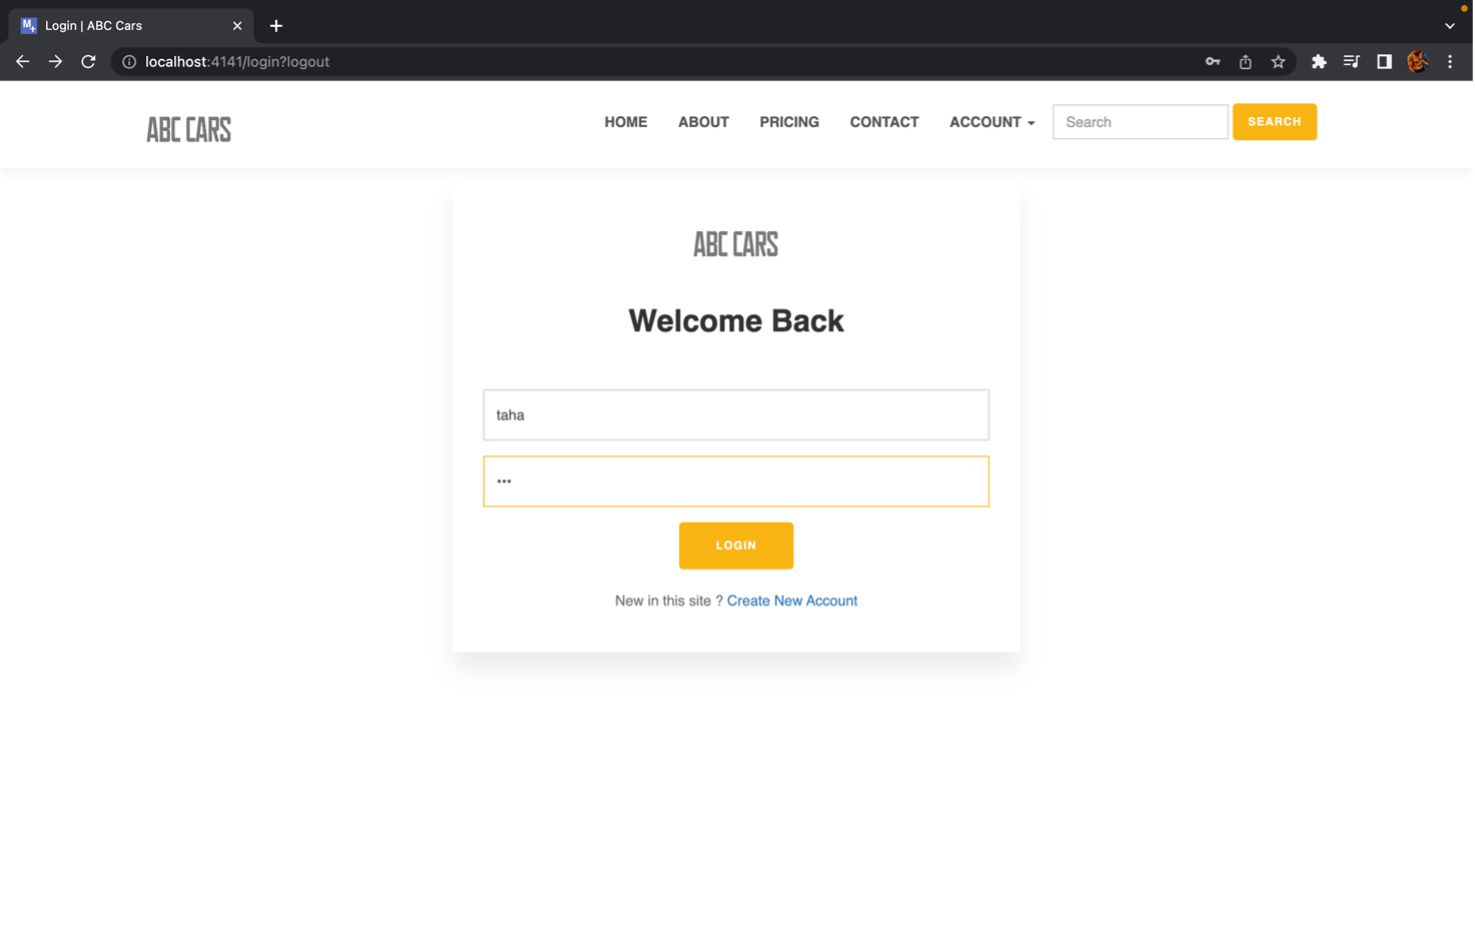 Login | ABC Cars
localhost:4141/login?logout
ABC CARS
HOME ABOUT PRICING CONTACT ACCOUNT Search SEARCH
ABC CARS
Welcome Back
taha
•••
LOGIN
New in this site ? Create New Account